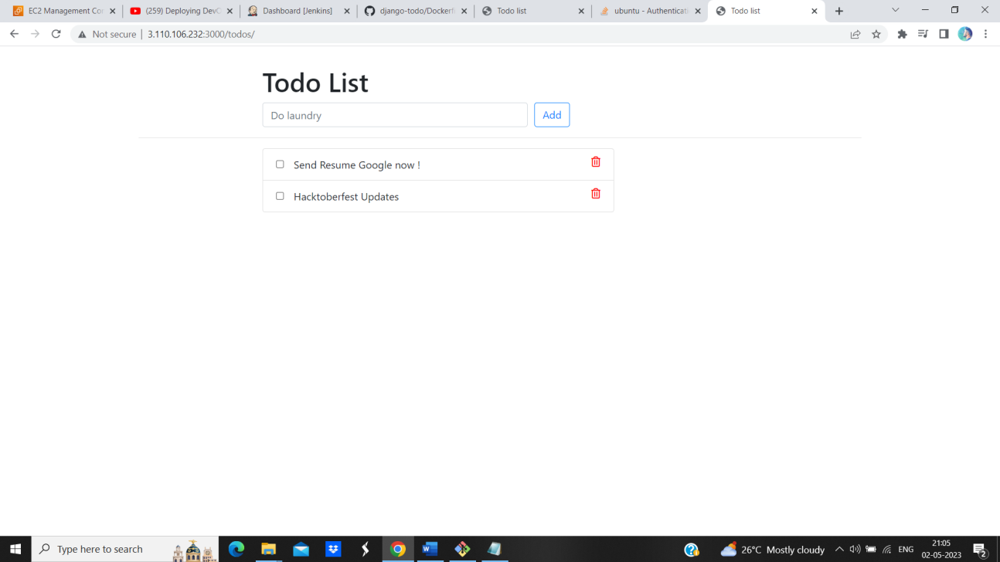 EC2 Management Con
(259) Deploying DevO
Dashboard [Jenkins]
django-todo/Dockerfi
Todo list
ubuntu - Authenticati
Todo list
Not secure
3.110.106.232:3000/todos/
Todo List
Do laundry
Add
Send Resume Google now !
Hacktoberfest Updates
Type here to search
26°C Mostly cloudy
ENG
21:05
02-05-2023
2